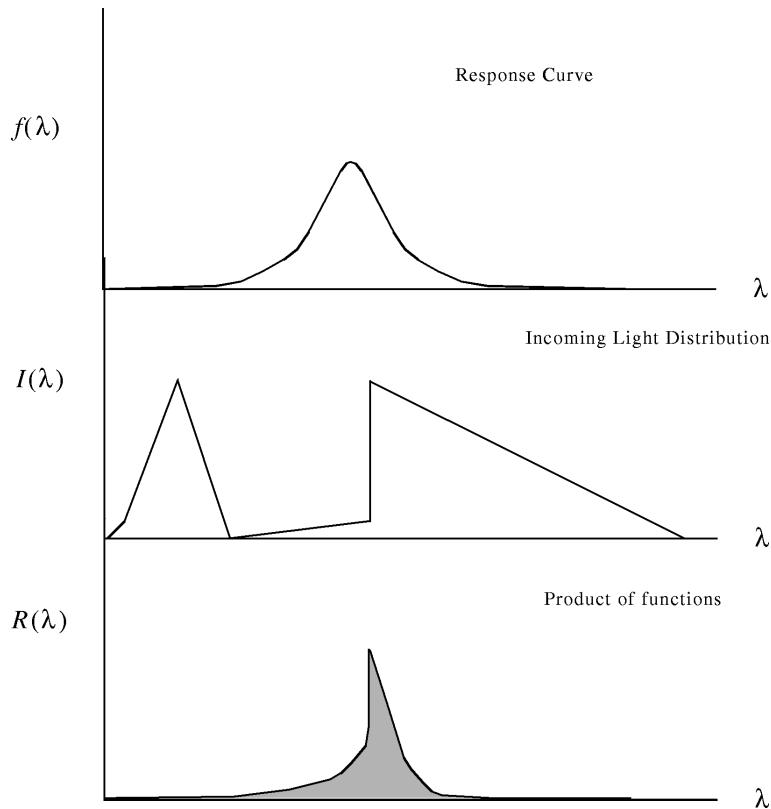 Response Curve
f(λ)
λ
Incoming Light Distribution
I(λ)
λ
Product of functions
R(λ)
λ